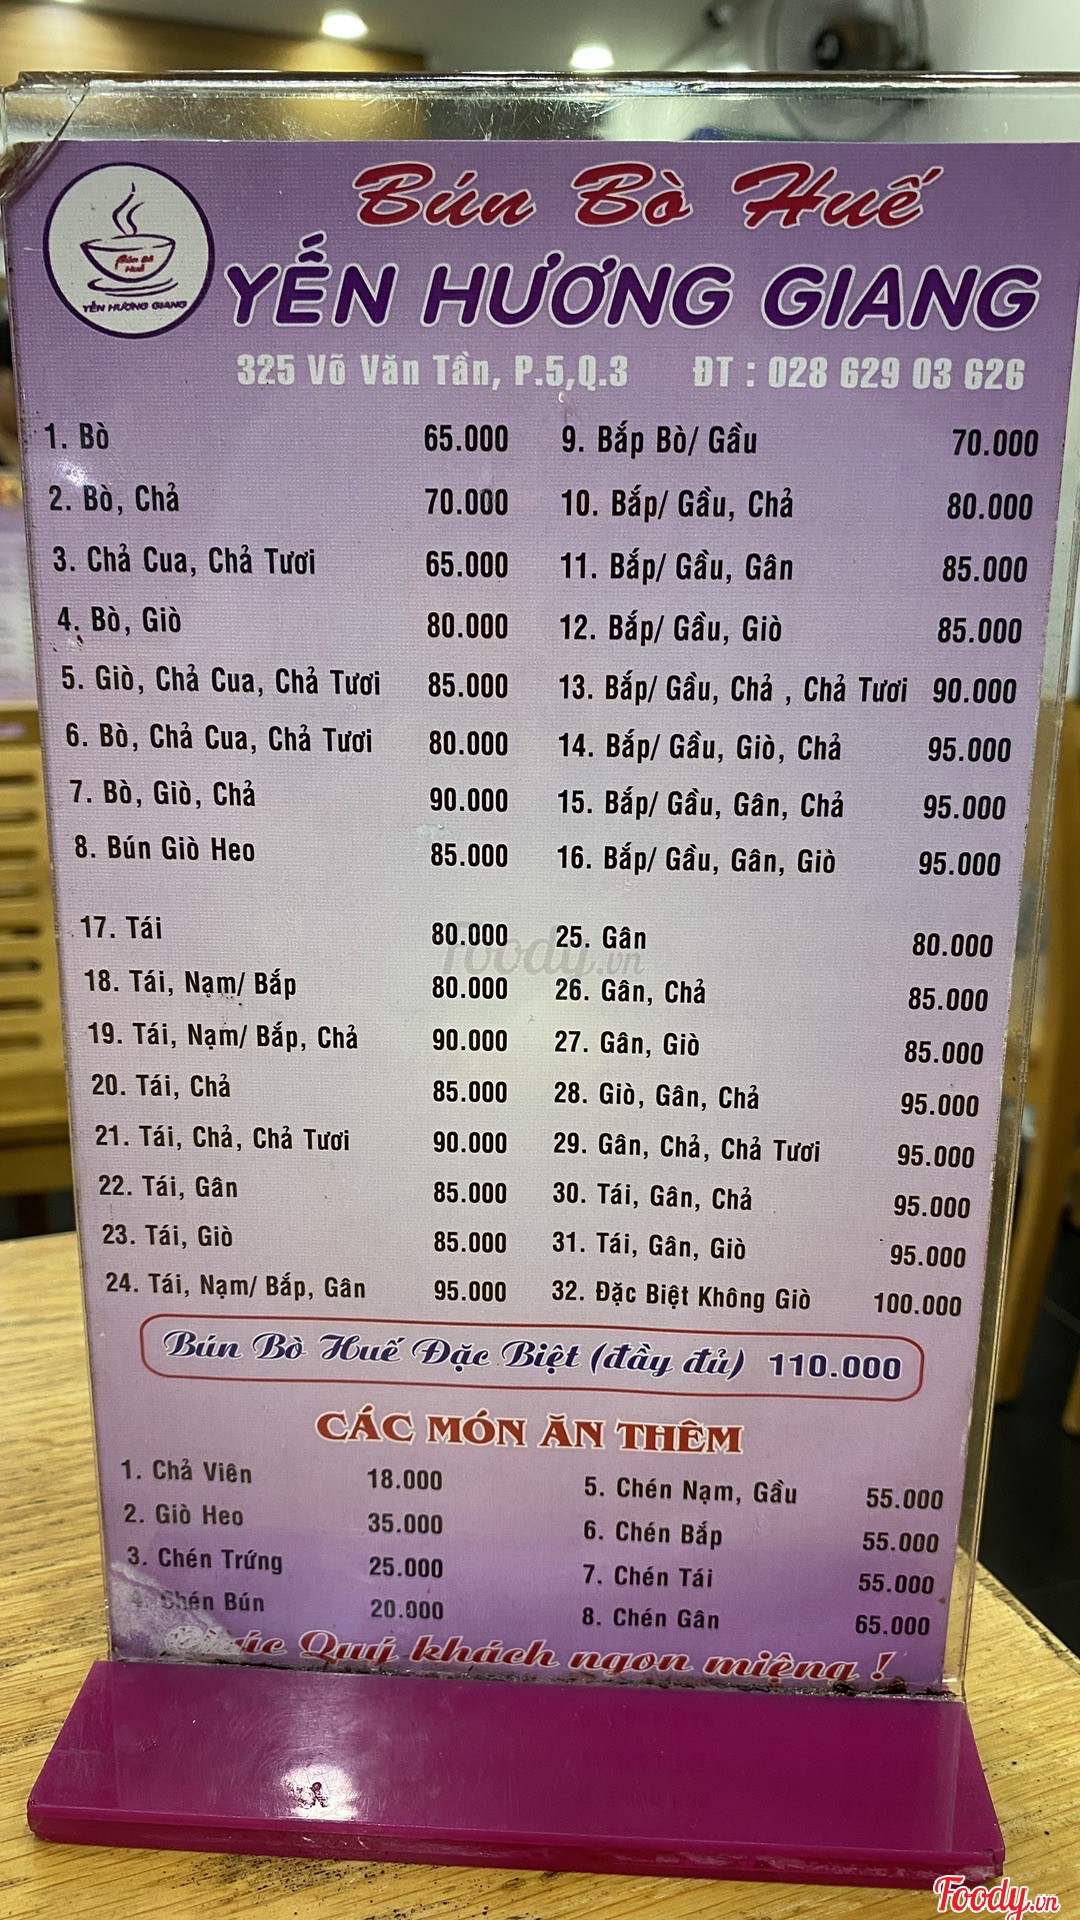 Bún Bò Huế
YẾN HƯƠNG GIANG
Bún Bò
Huế
YẾN HƯƠNG GIANG
325 Võ Văn Tần, P.5,Q.3 ĐT : 028 629 03 626
1. Bò 65.000
2. Bò, Chả 70.000
3. Chả Cua, Chả Tươi 65.000
4. Bò, Giò 80.000
5. Giò, Chả Cua, Chả Tươi 85.000
6. Bò, Chả Cua, Chả Tươi 80.000
7. Bò, Giò, Chả 90.000
8. Bún Giò Heo 85.000
9. Bắp Bò/ Gầu 70.000
10. Bắp/ Gầu, Chả 80.000
11. Bắp/ Gầu, Gân 85.000
12. Bắp/ Gầu, Giò 85.000
13. Bắp/ Gầu, Chả , Chả Tươi 90.000
14. Bắp/ Gầu, Giò, Chả 95.000
15. Bắp/ Gầu, Gân, Chả 95.000
16. Bắp/ Gầu, Gân, Giò 95.000
17. Tái 80.000
18. Tái, Nạm/ Bắp 80.000
19. Tái, Nạm/ Bắp, Chả 90.000
20. Tái, Chả 85.000
21. Tái, Chả, Chả Tươi 90.000
22. Tái, Gân 85.000
23. Tái, Giò 85.000
24. Tái, Nạm/ Bắp, Gân 95.000
25. Gân 80.000
26. Gân, Chả 85.000
27. Gân, Giò 85.000
28. Giò, Gân, Chả 95.000
29. Gân, Chả, Chả Tươi 95.000
30. Tái, Gân, Chả 95.000
31. Tái, Gân, Giò 95.000
32. Đặc Biệt Không Giò 100.000
Foody.vn
Bún Bò Huế Đặc Biệt (đầy đủ) 110.000
CÁC MÓN ĂN THÊM
1. Chả Viên 18.000
2. Giò Heo 35.000
3. Chén Trứng 25.000
4. Chén Bún 20.000
5. Chén Nạm, Gầu 55.000
6. Chén Bắp 55.000
7. Chén Tái 55.000
8. Chén Gân 65.000
Chúc Quý khách ngon miệng !
Foody.vn